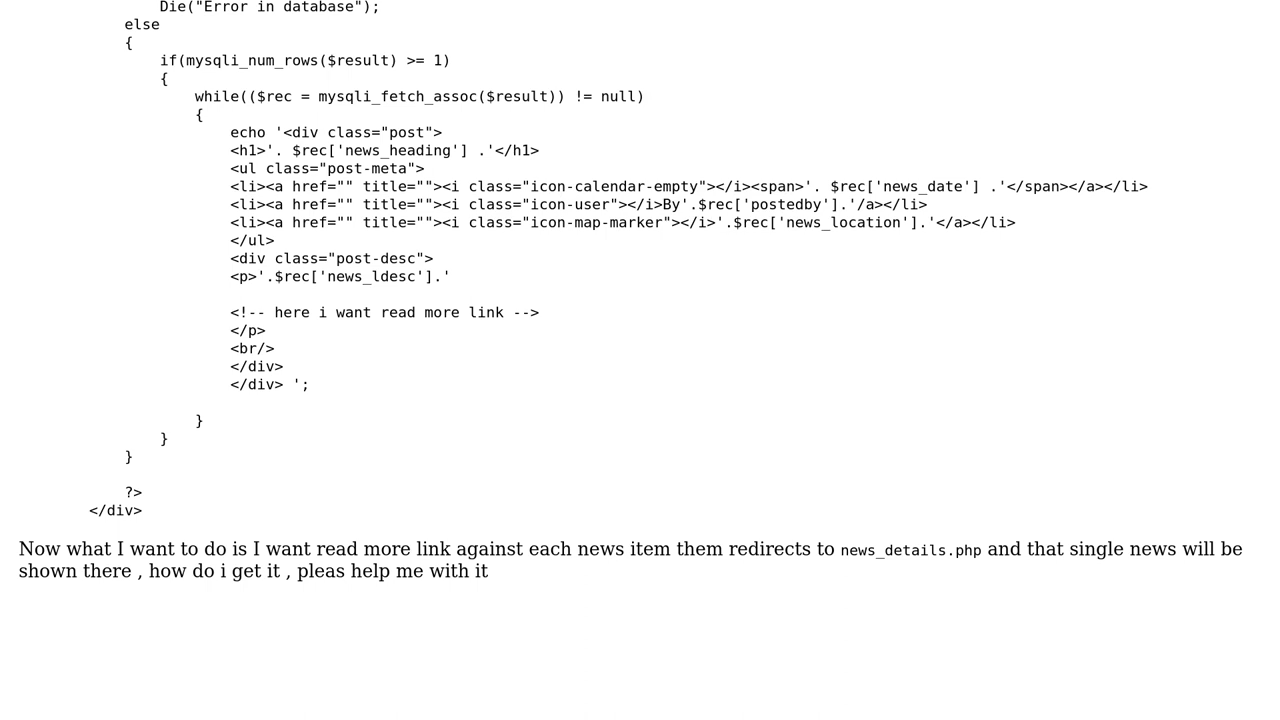 Die("Error in database");
else
{
if(mysqli_num_rows($result) >= 1)
{
while(($rec = mysqli_fetch_assoc($result)) != null)
{
echo '<div class="post">
<h1>'. $rec['news_heading'] .'</h1>
<ul class="post-meta">
<li><a href="" title=""><i class="icon-calendar-empty"></i><span>'. $rec['news_date'] .'</span></a></li>
<li><a href="" title=""><i class="icon-user"></i>By'.$rec['postedby'].'/a></li>
<li><a href="" title=""><i class="icon-map-marker"></i>'.$rec['news_location'].'</a></li>
</ul>
<div class="post-desc">
<p>'.$rec['news_ldesc'].'
<!-- here i want read more link -->
</p>
<br/>
</div>
</div> ';
}
}
}
?>
</div>
Now what I want to do is I want read more link against each news item them redirects to news_details.php and that single news will be
shown there , how do i get it , pleas help me with it